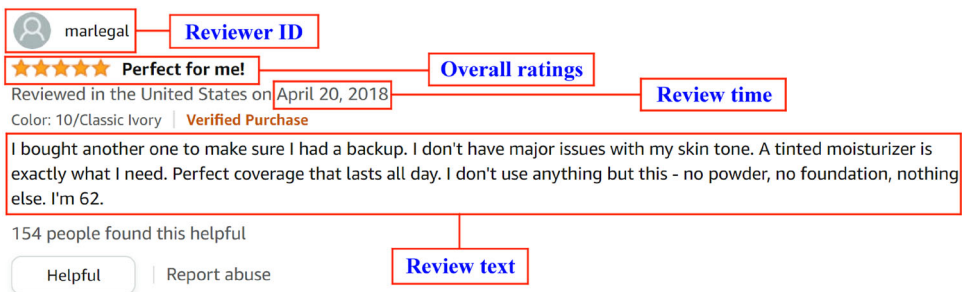 marlegal
Reviewer ID
Perfect for me!
Overall ratings
Reviewed in the United States on April 20, 2018
Review time
Color: 10/Classic Ivory | Verified Purchase
I bought another one to make sure I had a backup. I don't have major issues with my skin tone. A tinted moisturizer is
exactly what I need. Perfect coverage that lasts all day. I don't use anything but this - no powder, no foundation, nothing
else. I'm 62.
154 people found this helpful
Review text
Helpful | Report abuse